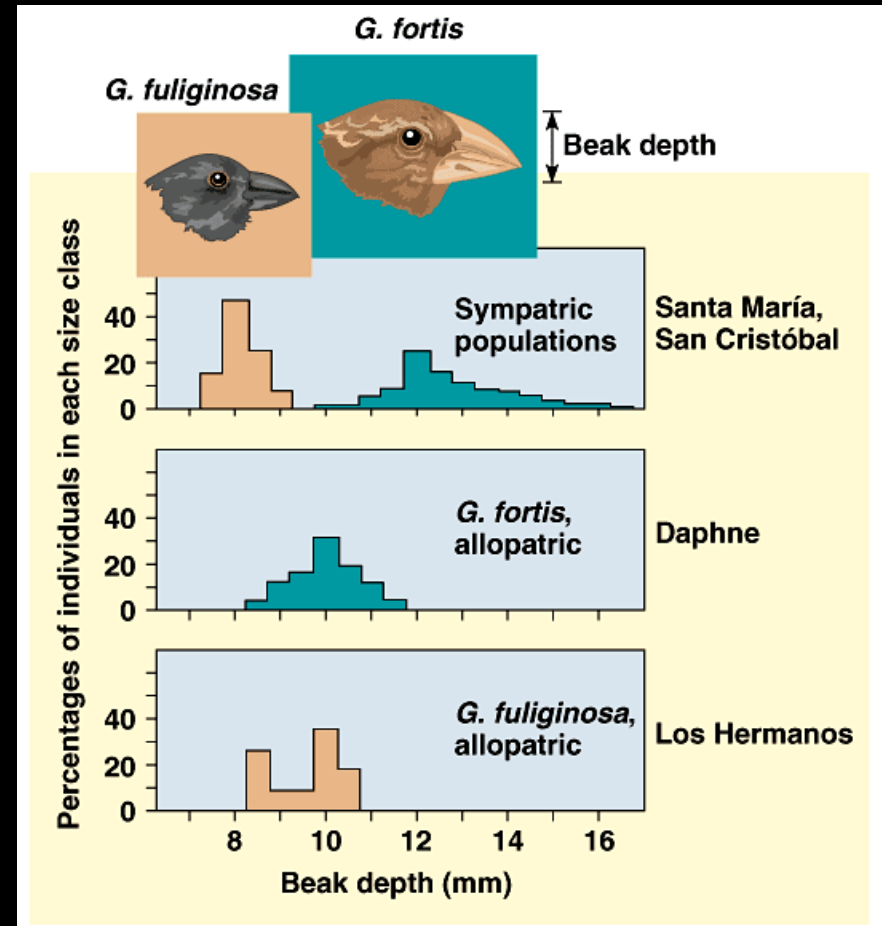 G. fortis
G. fuliginosa
Beak depth
Percentages of individuals in each size class
40
20
0
Sympatric
populations
Santa María,
San Cristóbal
40
20
0
G. fortis,
allopatric
Daphne
40
20
0
G. fuliginosa,
allopatric
Los Hermanos
8 10 12 14 16
Beak depth (mm)